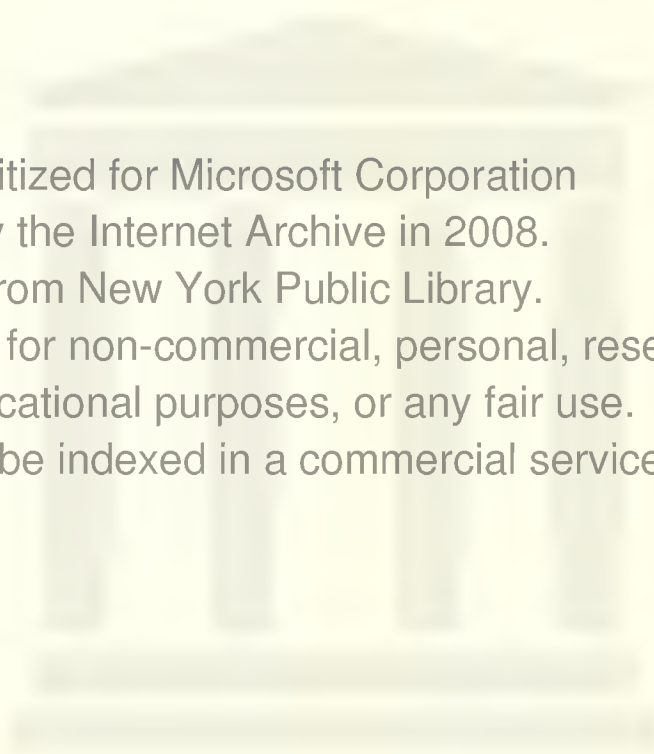 itized for Microsoft Corporation
the Internet Archive in 2008.
rom New York Public Library.
for non-commercial, personal, rese
cational purposes, or any fair use.
be indexed in a commercial service